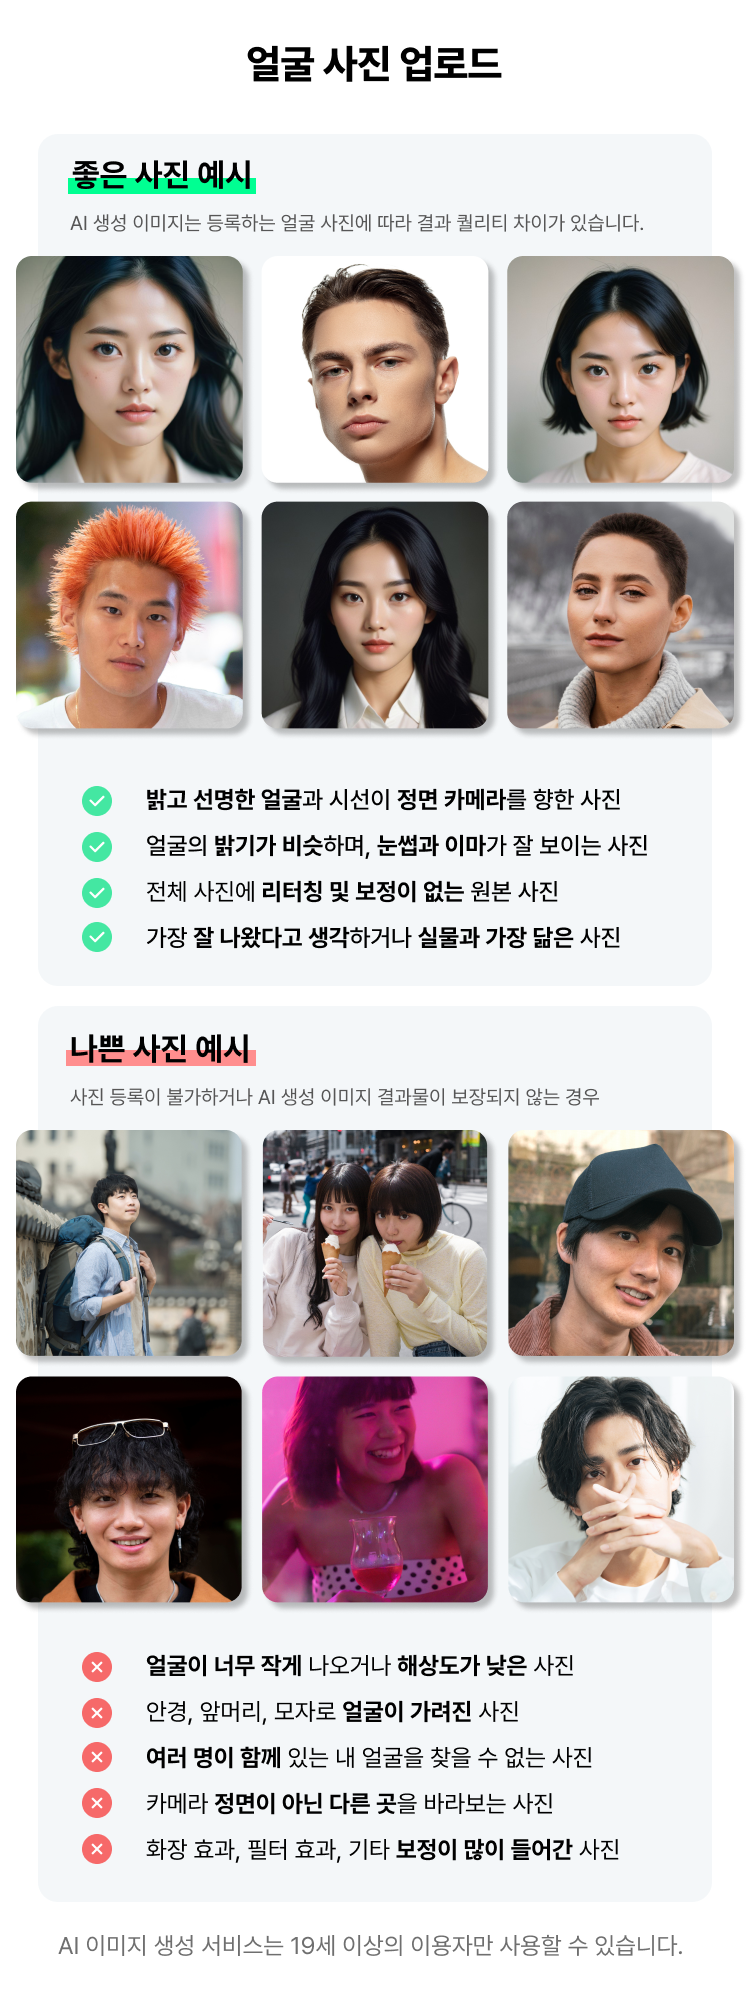 얼굴 사진 업로드
좋은 사진 예시
AI 생성 이미지는 등록하는 얼굴 사진에 따라 결과 퀄리티 차이가 있습니다.
밝고 선명한 얼굴과 시선이 정면 카메라를 향한 사진
얼굴의 밝기가 비슷하며, 눈썹과 이마가 잘 보이는 사진
전체 사진에 리터칭 및 보정이 없는 원본 사진
가장 잘 나왔다고 생각하거나 실물과 가장 닮은 사진
나쁜 사진 예시
사진 등록이 불가하거나 AI 생성 이미지 결과물이 보장되지 않는 경우
얼굴이 너무 작게 나오거나 해상도가 낮은 사진
안경, 앞머리, 모자로 얼굴이 가려진 사진
여러 명이 함께 있는 내 얼굴을 찾을 수 없는 사진
카메라 정면이 아닌 다른 곳을 바라보는 사진
화장 효과, 필터 효과, 기타 보정이 많이 들어간 사진
AI 이미지 생성 서비스는 19세 이상의 이용자만 사용할 수 있습니다.